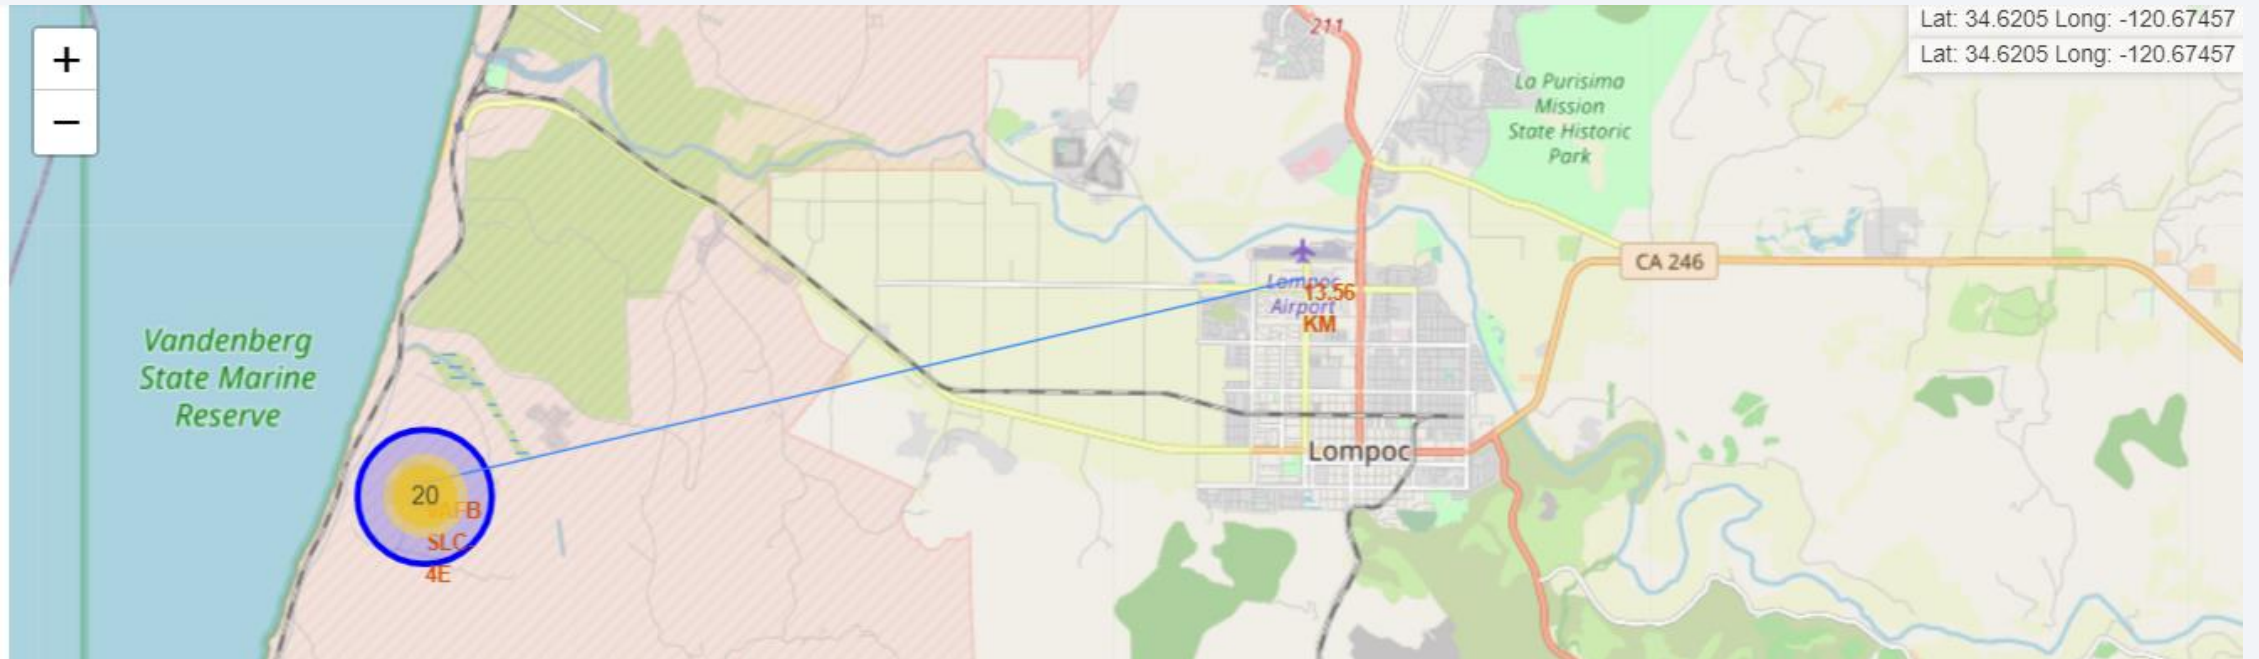 +
−
Lat: 34.6205 Long: -120.67457
Lat: 34.6205 Long: -120.67457
211
La Purisima
Mission
State Historic
Park
CA 246
Lompoc
Airport
13.56
KM
Vandenberg
State Marine
Reserve
Lompoc
20
VAFB
SLC-
4E